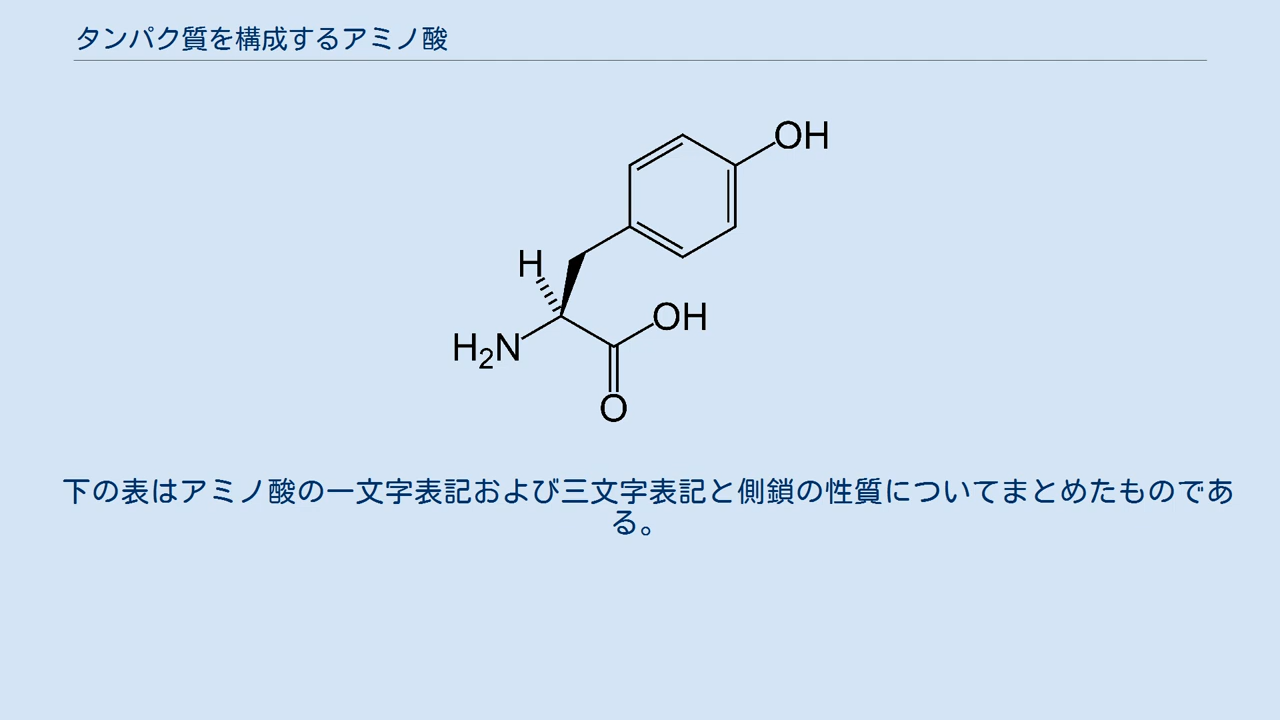 タンパク質を構成するアミノ酸
OH
H
OH
H2N
O
下の表はアミノ酸の一文字表記および三文字表記と側鎖の性質についてまとめたものであ
る。